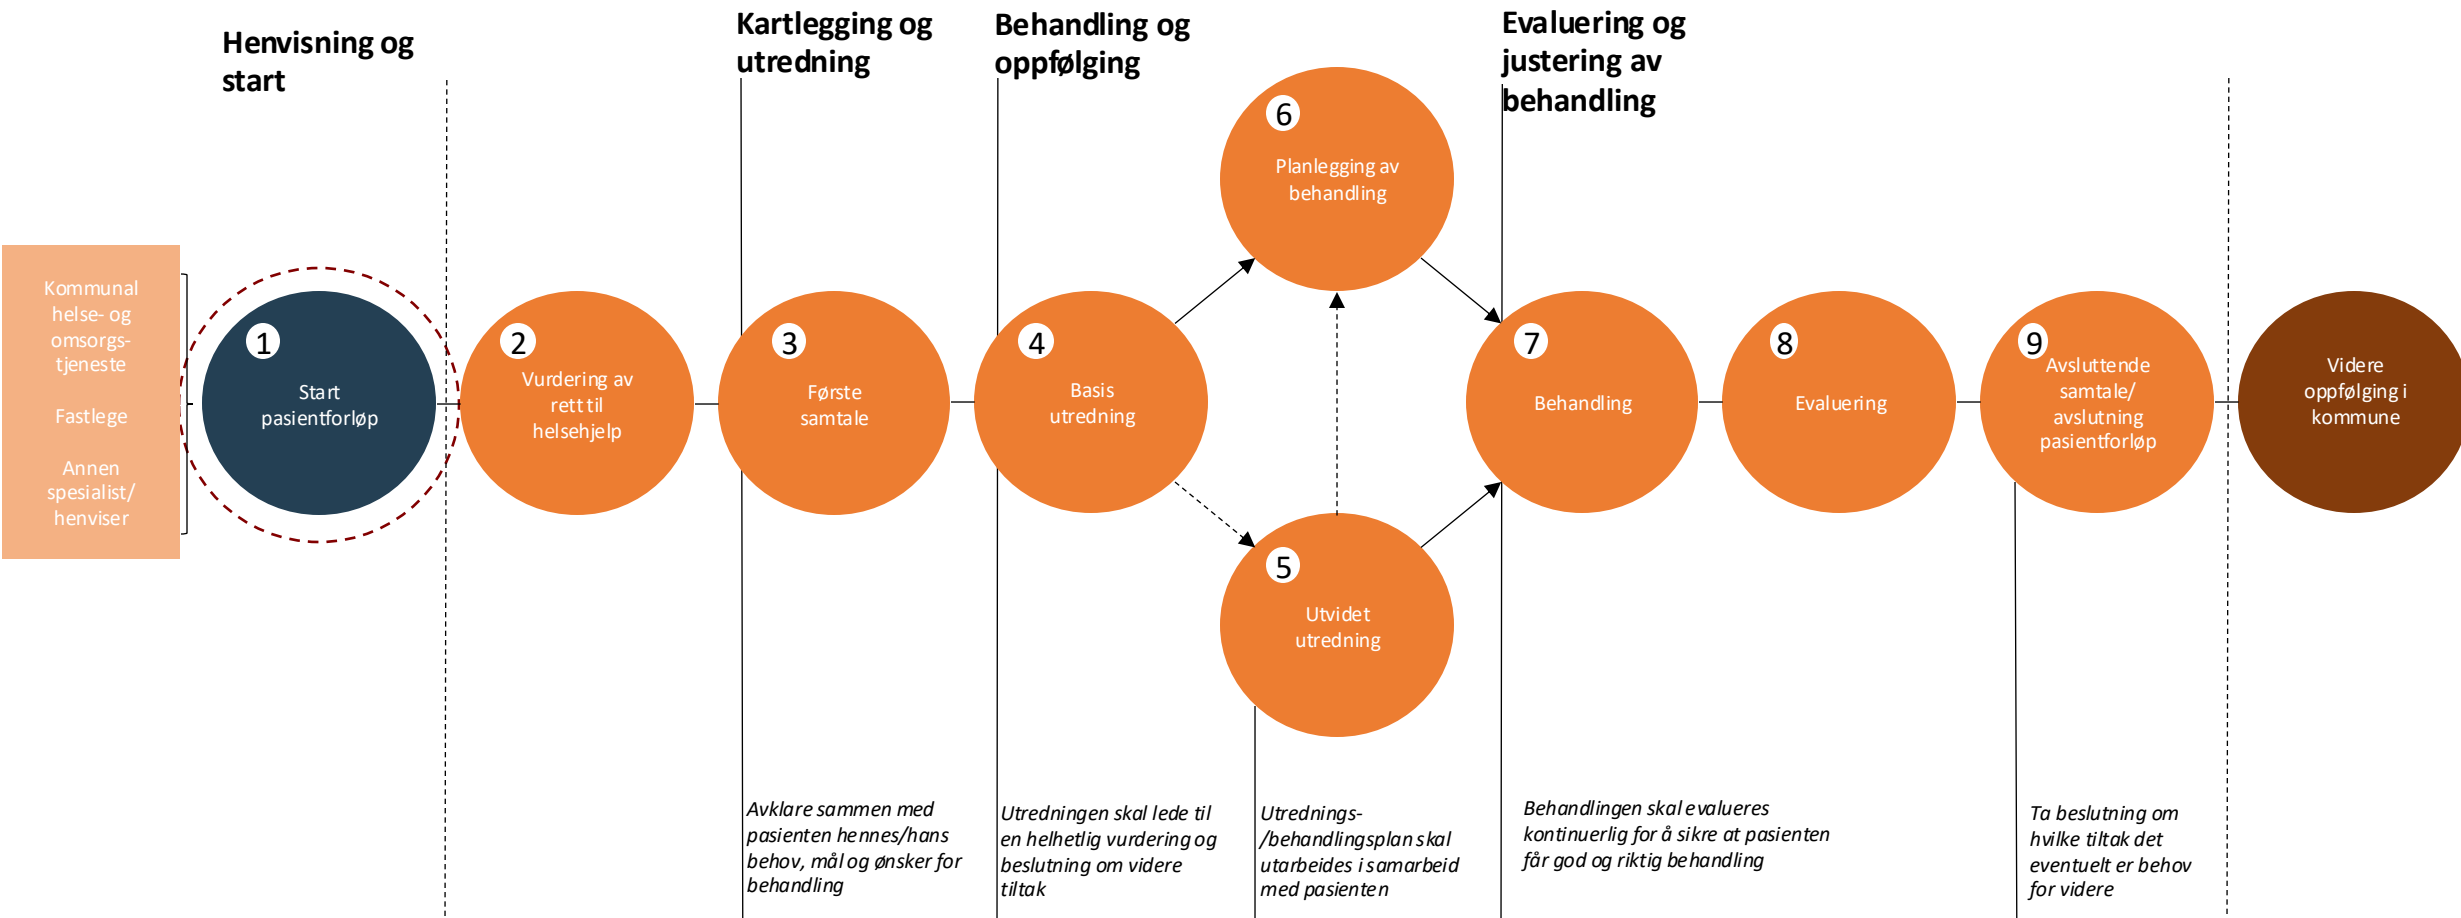 Henvisning og
start
Kartlegging og
utredning
Behandling og
oppfølging
Evaluering og
justering av
behandling
Kommunal
helse- og
omsorgs-
tjeneste
Fastlege
Annen
spesialist/
henviser
1
Start
pasientforløp
2
Vurdering av
rett til
helsehjelp
3
Første
samtale
4
Basis
utredning
5
Utvidet
utredning
6
Planlegging av
behandling
7
Behandling
8
Evaluering
9
Avsluttende
samtale/
avslutning
pasientforløp
Videre
oppfølging i
kommune
Avklare sammen med
pasienten hennes/hans
behov, mål og ønsker for
behandling
Utredningen skal lede til
en helhetlig vurdering og
beslutning om videre
tiltak
Utrednings-
/behandlingsplan skal
utarbeides i samarbeid
med pasienten
Behandlingen skal evalueres
kontinuerlig for å sikre at pasienten
får god og riktig behandling
Ta beslutning om
hvilke tiltak det
eventuelt er behov
for videre